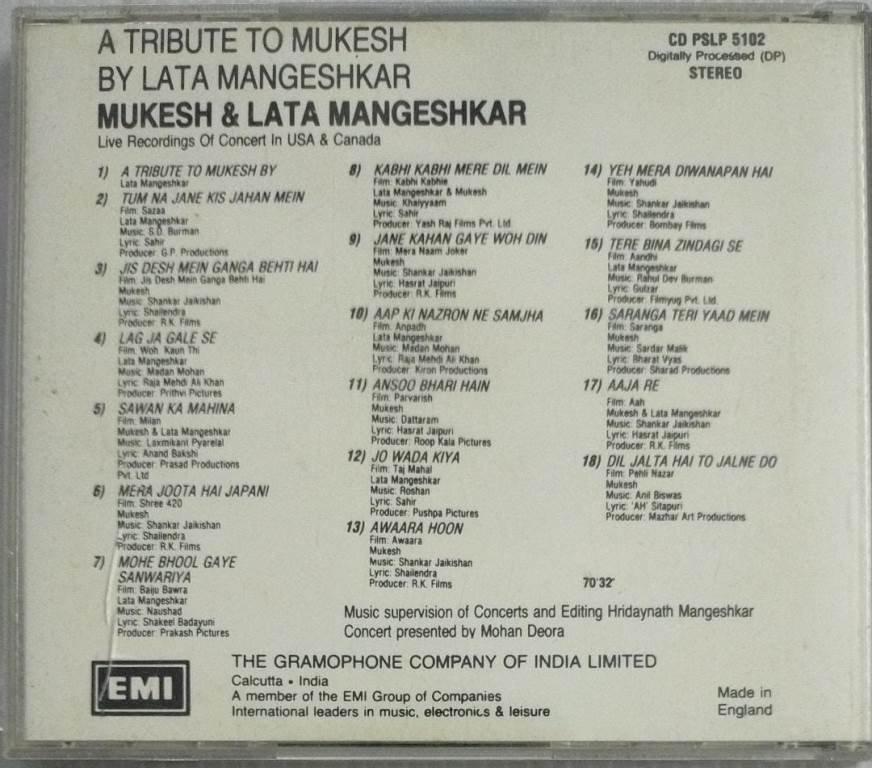 A TRIBUTE TO MUKESH
BY LATA MANGESHKAR
MUKESH & LATA MANGESHKAR
Live Recordings Of Concert In USA & Canada
CD PSLP 5102
Digitally Processed (DP)
STEREO
1) A TRIBUTE TO MUKESH BY
Lata Mangeshkar
2) TUM NA JANE KIS JAHAN MEIN
Film: Sazaa
Lata Mangeshkar
Music: S.D. Burman
Lyric: Sahir
Producer: G.P. Productions
3) JIS DESH MEIN GANGA BEHTI HAI
Film: Jis Desh Mein Ganga Behti Hai
Mukesh
Music: Shankar Jaikishan
Lyric: Shailendra
Producer: R.K. Films
4) LAG JA GALE SE
Film: Woh Kaun Thi
Lata Mangeshkar
Music: Madan Mohan
Lyric: Raja Mehdi Ali Khan
Producer: Prithvi Pictures
5) SAWAN KA MAHINA
Film: Milan
Mukesh & Lata Mangeshkar
Music: Laxmikant Pyarelal
Lyric: Anand Bakshi
Producer: Prasad Productions
Pvt. Ltd
6) MERA JOOTA HAI JAPANI
Film: Shree 420
Mukesh
Music: Shankar Jaikishan
Lyric: Shailendra
Producer: R.K. Films
7) MOHE BHOOL GAYE
SANWARIYA
Film: Baiju Bawra
Lata Mangeshkar
Music: Naushad
Lyric: Shakeel Badayuni
Producer: Prakash Pictures
8) KABHI KABHI MERE DIL MEIN
Film: Kabhi Kabhie
Lata Mangeshkar & Mukesh
Music: Khaiyyaam
Lyric: Sahir
Producer: Yash Raj Films Pvt. Ltd
9) JANE KAHAN GAYE WOH DIN
Film: Mera Naam Joker
Mukesh
Music: Shankar Jaikishan
Lyric: Hasrat Jaipuri
Producer: R.K. Films
10) AAP KI NAZRON NE SAMJHA
Film: Anpadh
Lata Mangeshkar
Music: Madan Mohan
Lyric: Raja Mehdi Ali Khan
Producer: Kiron Productions
11) ANSOO BHARI HAIN
Film: Parvarish
Mukesh
Music: Dattaram
Lyric: Hasrat Jaipuri
Producer: Roop Kala Pictures
12) JO WADA KIYA
Film: Taj Mahal
Lata Mangeshkar
Music: Roshan
Lyric: Sahir
Producer: Pushpa Pictures
13) AWAARA HOON
Film: Awaara
Mukesh
Music: Shankar Jaikishan
Lyric: Shailendra
Producer: R.K. Films
14) YEH MERA DIWANAPAN HAI
Film: Yahudi
Mukesh
Music: Shankar Jaikishan
Lyric: Shailendra
Producer: Bombay Films
15) TERE BINA ZINDAGI SE
Film: Aandhi
Lata Mangeshkar
Music: Rahul Dev Burman
Lyric: Gulzar
Producer: Filmyug Pvt. Ltd.
16) SARANGA TERI YAAD MEIN
Film: Saranga
Mukesh
Music: Sardar Malik
Lyric: Bharat Vyas
Producer: Sharad Productions
17) AAJA RE
Film: Aah
Mukesh & Lata Mangeshkar
Music: Shankar Jaikishan
Lyric: Hasrat Jaipuri
Producer: R.K. Films
18) DIL JALTA HAI TO JALNE DO
Film: Pehli Nazar
Mukesh
Music: Anil Biswas
Lyric: 'AH' Sitapuri
Producer: Mazhar Art Productions
70'32'
Music supervision of Concerts and Editing Hridaynath Mangeshkar
Concert presented by Mohan Deora
EMI
THE GRAMOPHONE COMPANY OF INDIA LIMITED
Calcutta • India
A member of the EMI Group of Companies
International leaders in music, electronics & leisure
Made in
England